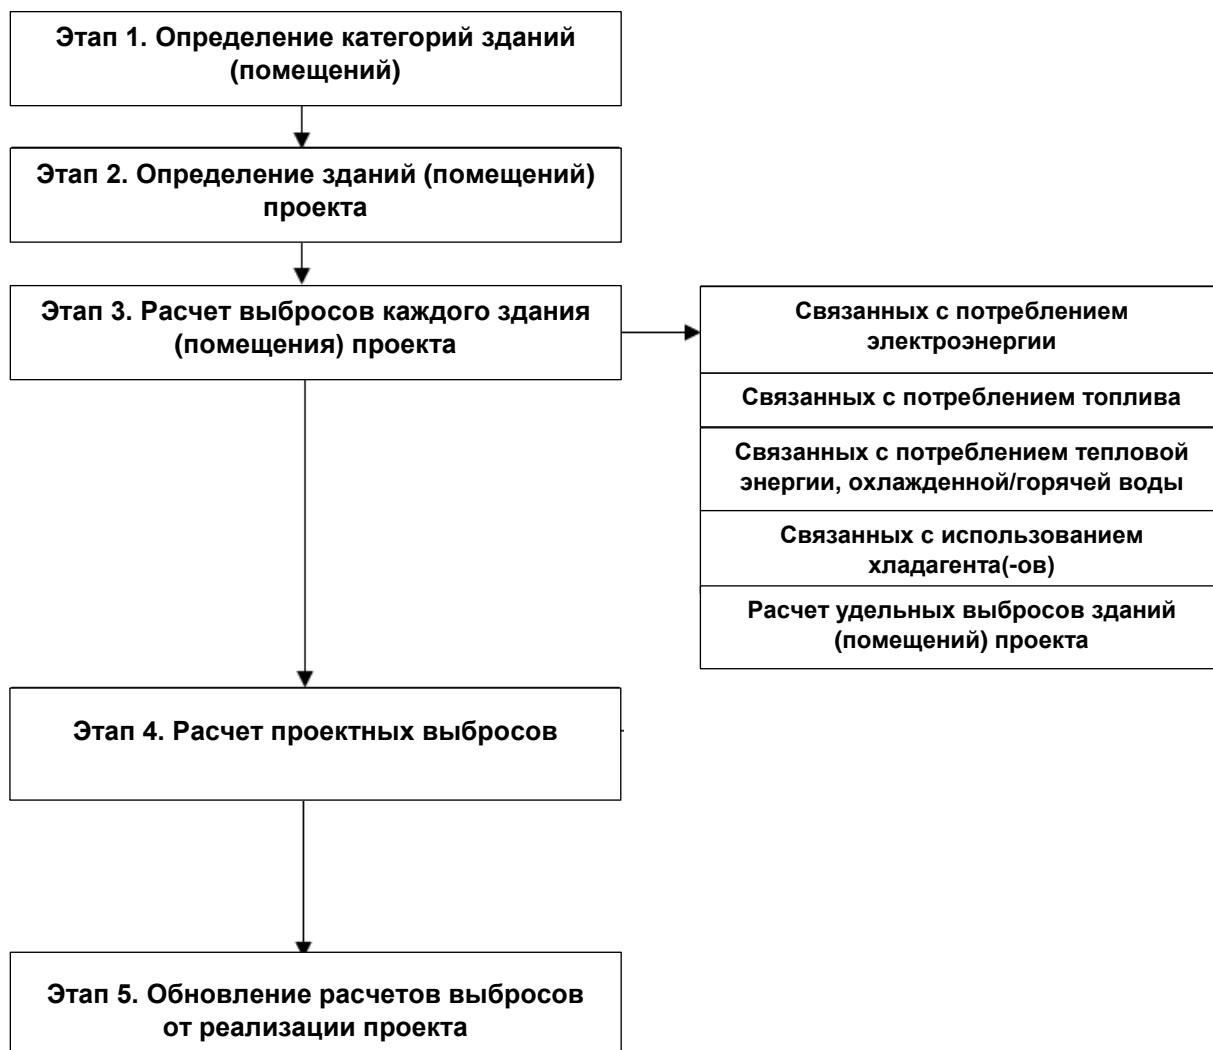 Этап 1. Определение категорий зданий
(помещений)
Этап 2. Определение зданий (помещений)
проекта
Этап 3. Расчет выбросов каждого здания
(помещения) проекта
Связанных с потреблением
электроэнергии
Связанных с потреблением топлива
Связанных с потреблением тепловой
энергии, охлажденной/горячей воды
Связанных с использованием
хладагента(-ов)
Расчет удельных выбросов зданий
(помещений) проекта
Этап 4. Расчет проектных выбросов
Этап 5. Обновление расчетов выбросов
от реализации проекта